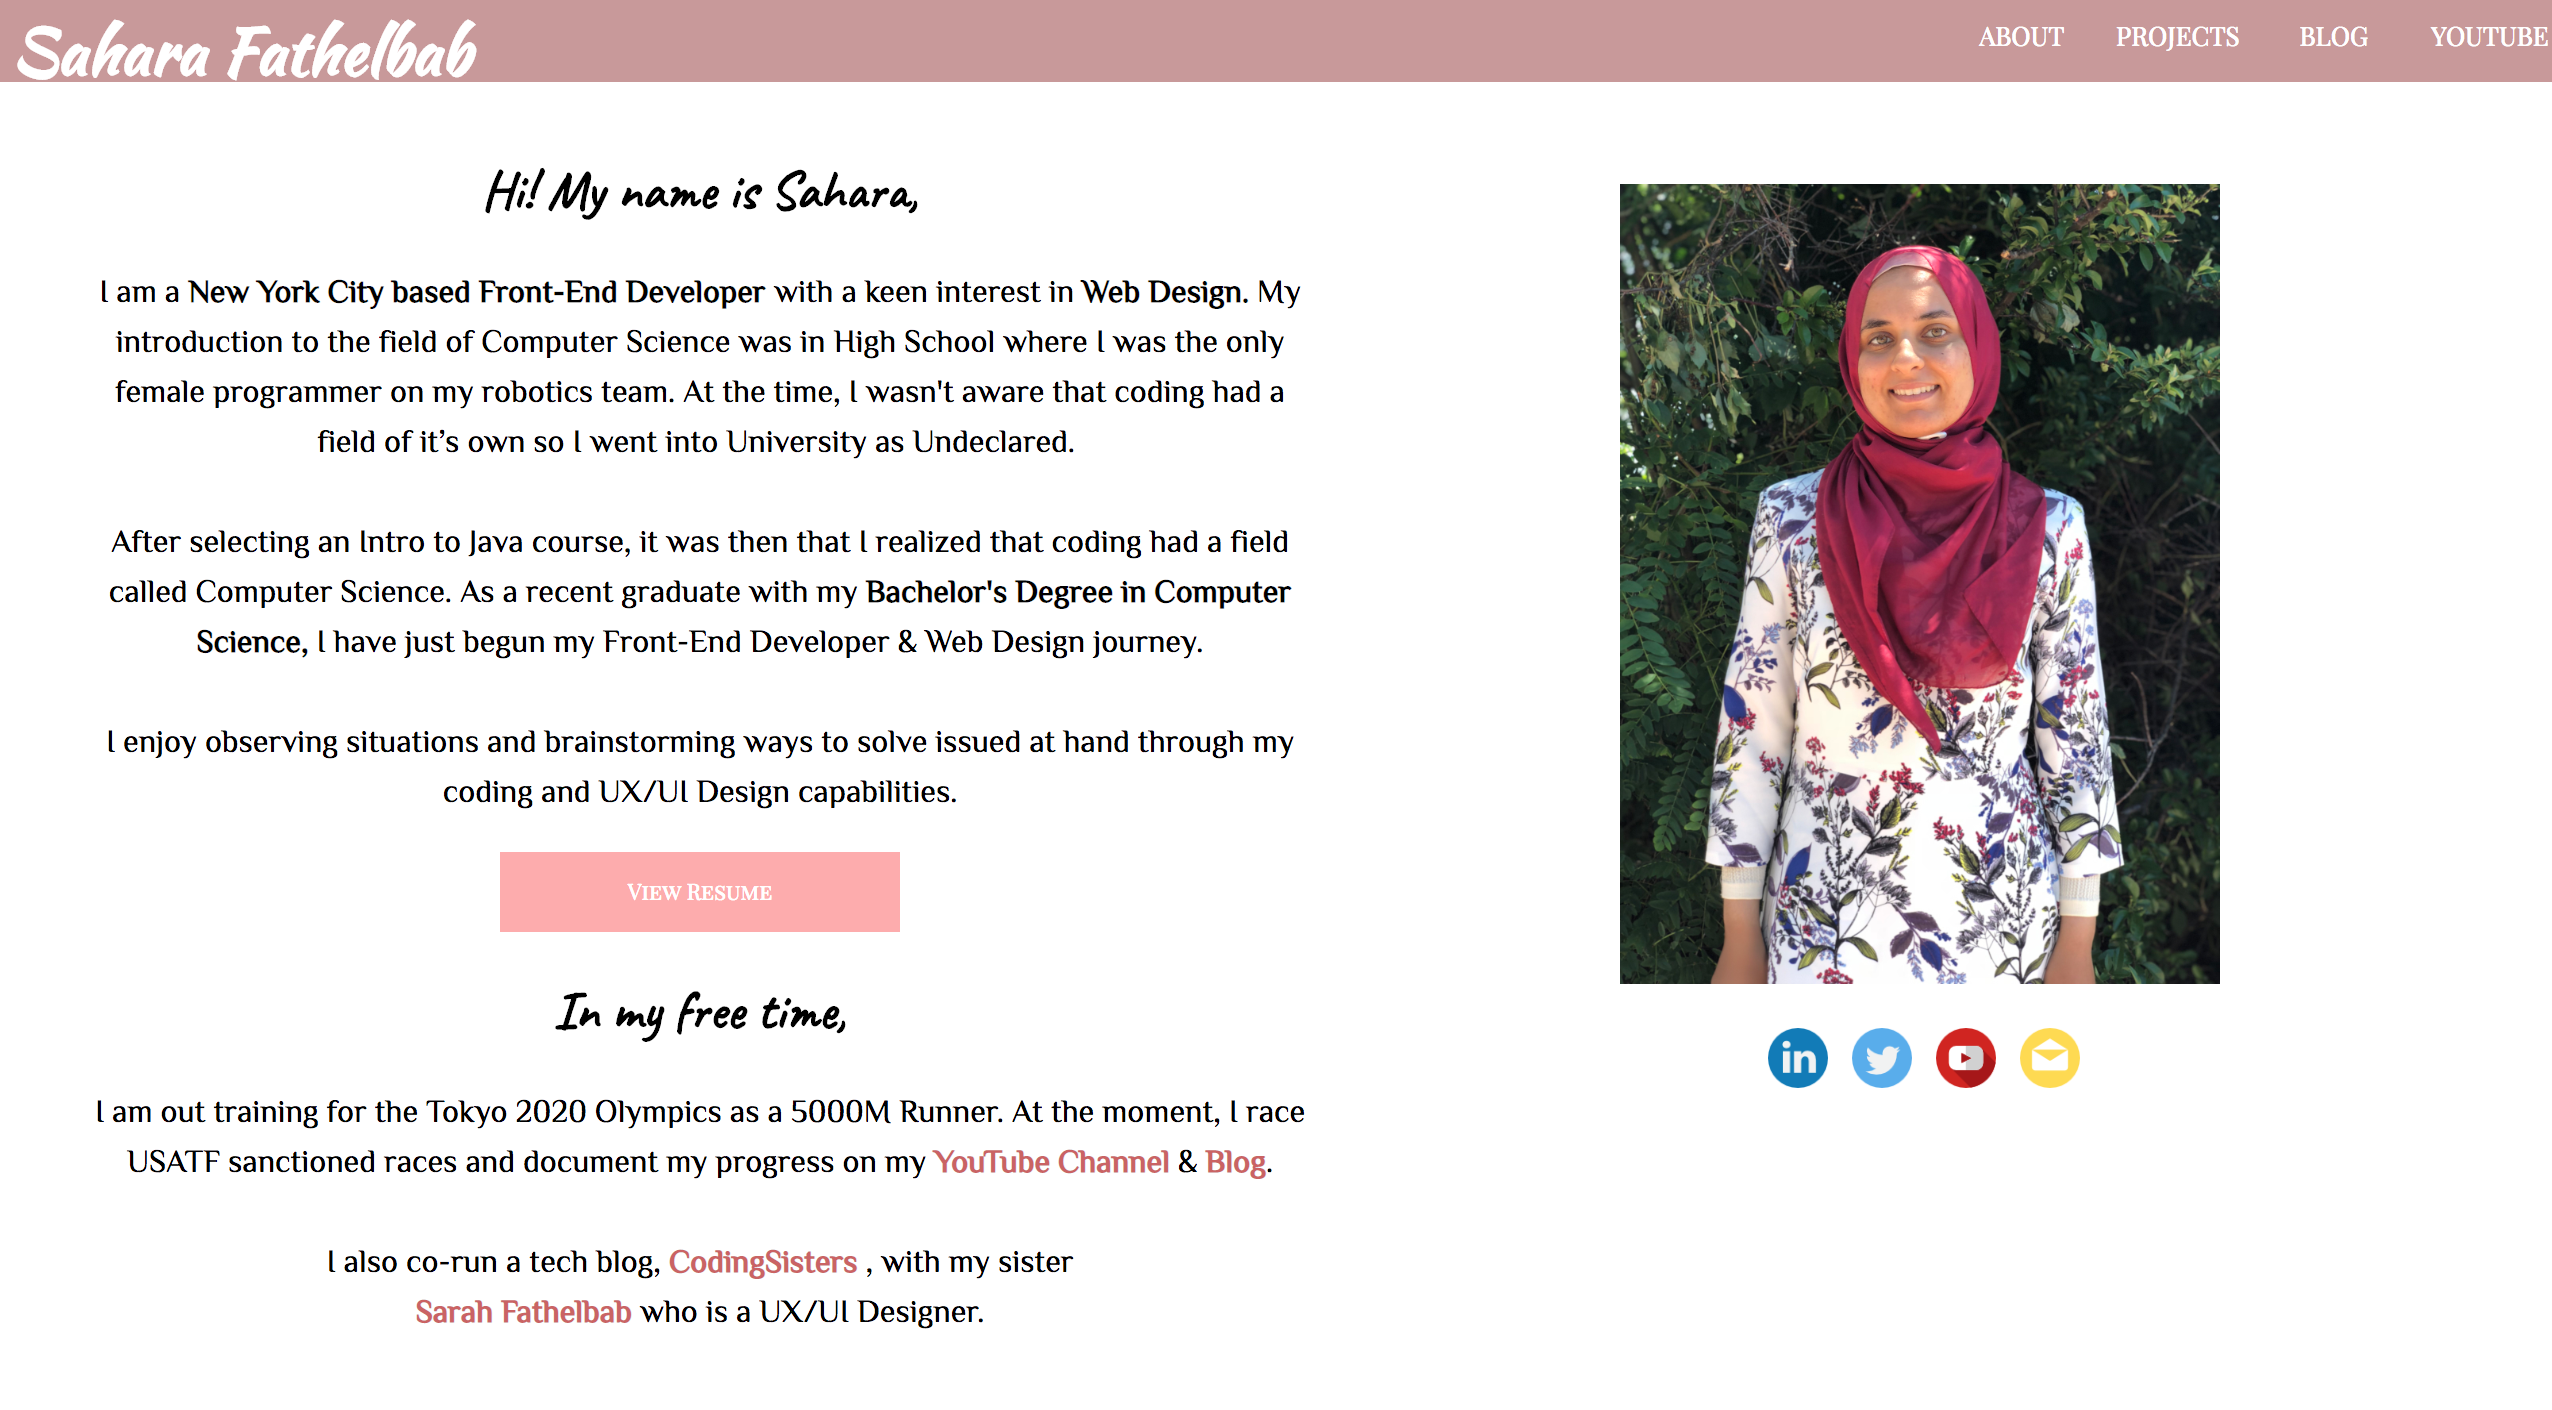 Sahara Fathelbab
ABOUT PROJECTS BLOG YOUTUBE
Hi! My name is Sahara,
I am a New York City based Front-End Developer with a keen interest in Web Design. My
introduction to the field of Computer Science was in High School where I was the only
female programmer on my robotics team. At the time, I wasn't aware that coding had a
field of it’s own so I went into University as Undeclared.
After selecting an Intro to Java course, it was then that I realized that coding had a field
called Computer Science. As a recent graduate with my Bachelor's Degree in Computer
Science, I have just begun my Front-End Developer & Web Design journey.
I enjoy observing situations and brainstorming ways to solve issued at hand through my
coding and UX/UI Design capabilities.
View Resume
In my free time,
I am out training for the Tokyo 2020 Olympics as a 5000M Runner. At the moment, I race
USATF sanctioned races and document my progress on my YouTube Channel & Blog.
I also co-run a tech blog, CodingSisters , with my sister
Sarah Fathelbab who is a UX/UI Designer.
in